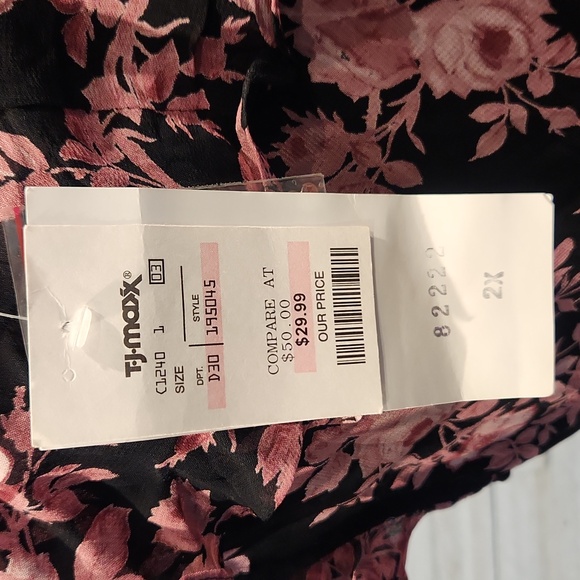 T.J.maxx®
C1240 1 03
SIZE
DPT. STYLE
D30 195045
COMPARE AT
$50.00
$29.99
OUR PRICE
82222
2X